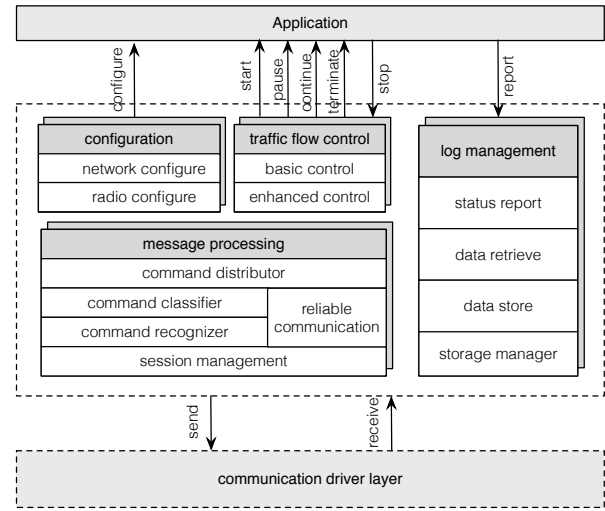 Application
configure
start
pause
continue
terminate
stop
report
configuration
network configure
radio configure
traffic flow control
basic control
enhanced control
log management
status report
data retrieve
data store
storage manager
message processing
command distributor
command classifier
command recognizer
reliable
communication
session management
send
receive
communication driver layer